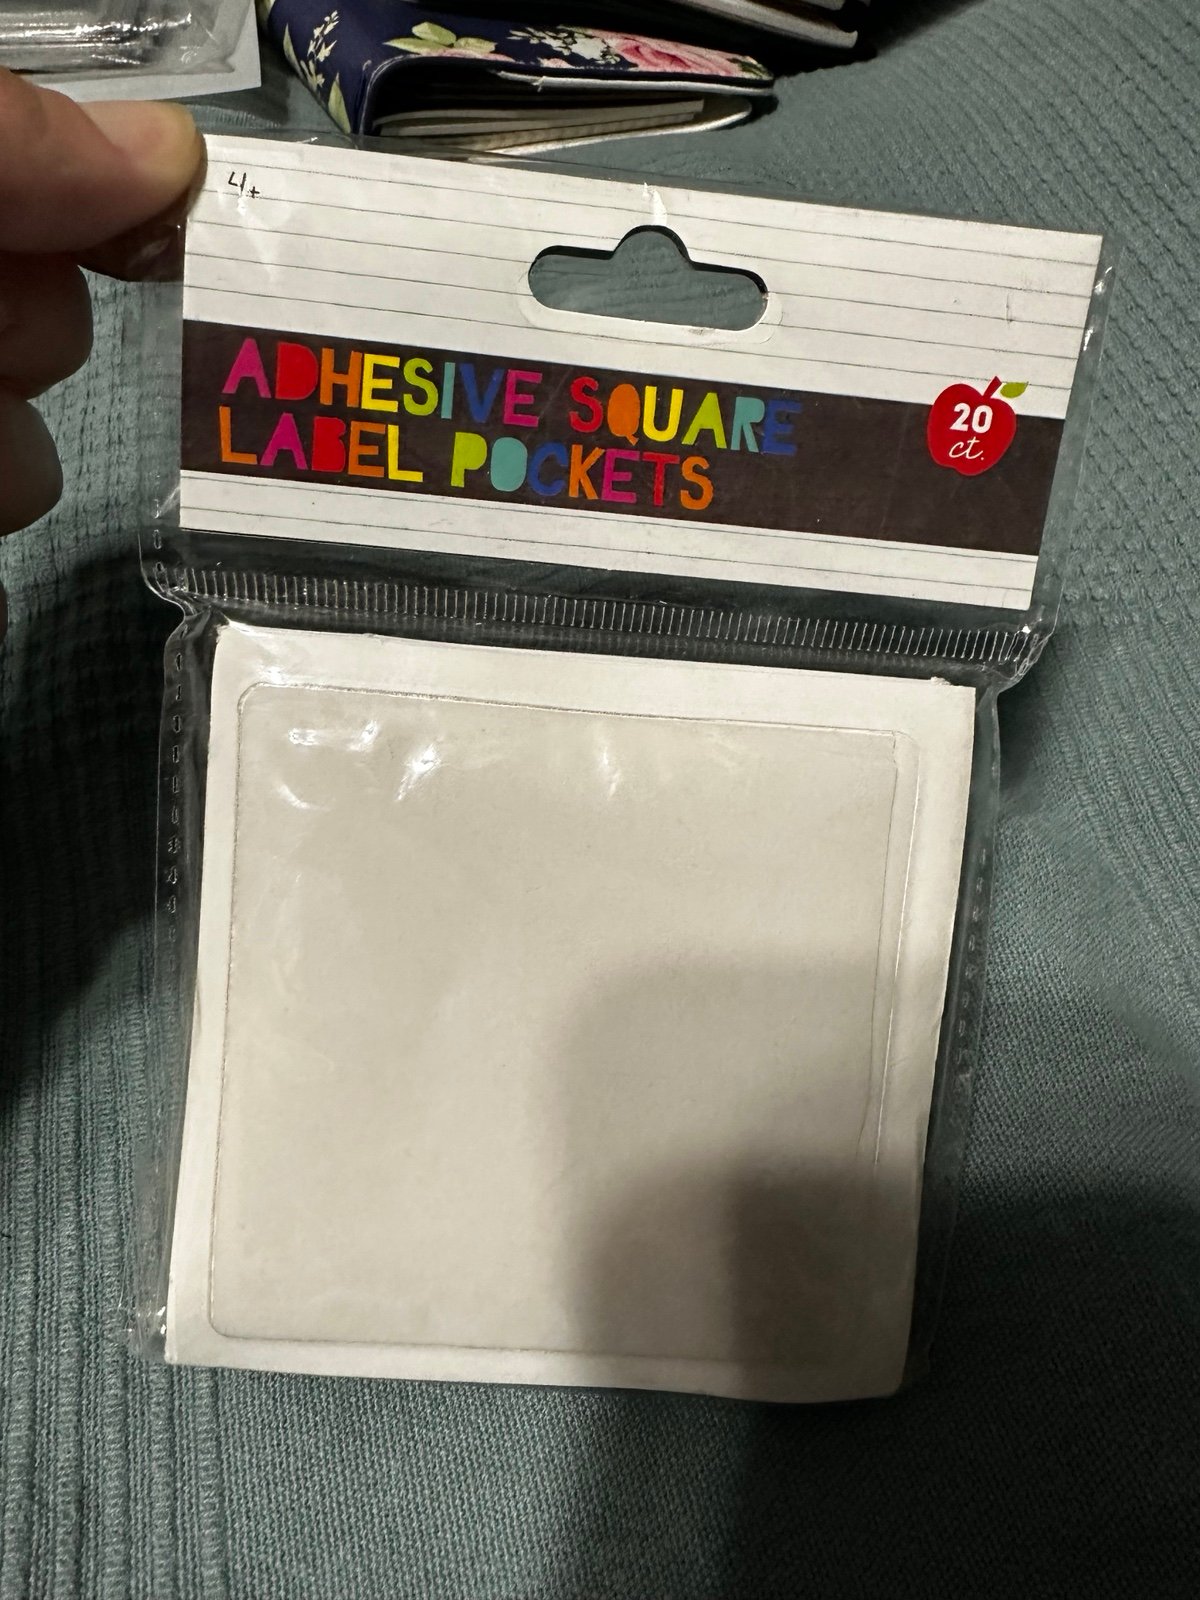 4+
ADHESIVE SQUARE
LABEL POCKETS
20
ct.